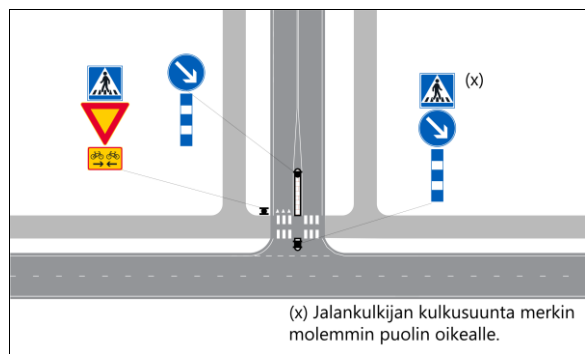 (x)
(x) Jalankulkijan kulkusuunta merkin
molemmin puolin oikealle.